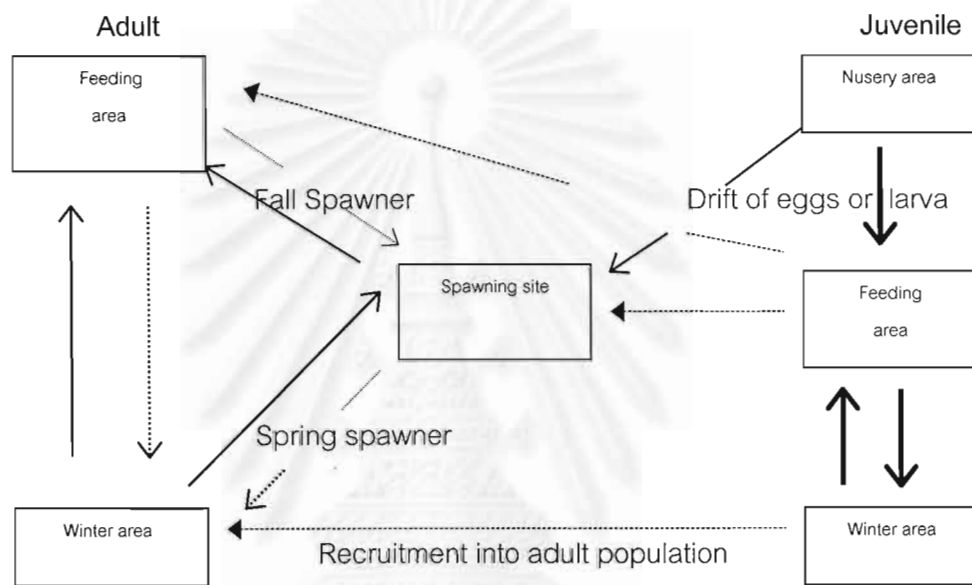 Adult
Juvenile
Feeding
area
Nusery area
Fall Spawner
Drift of eggs or larva
Spawning site
Feeding
area
Spring spawner
Winter area
Winter area
Recruitment into adult population